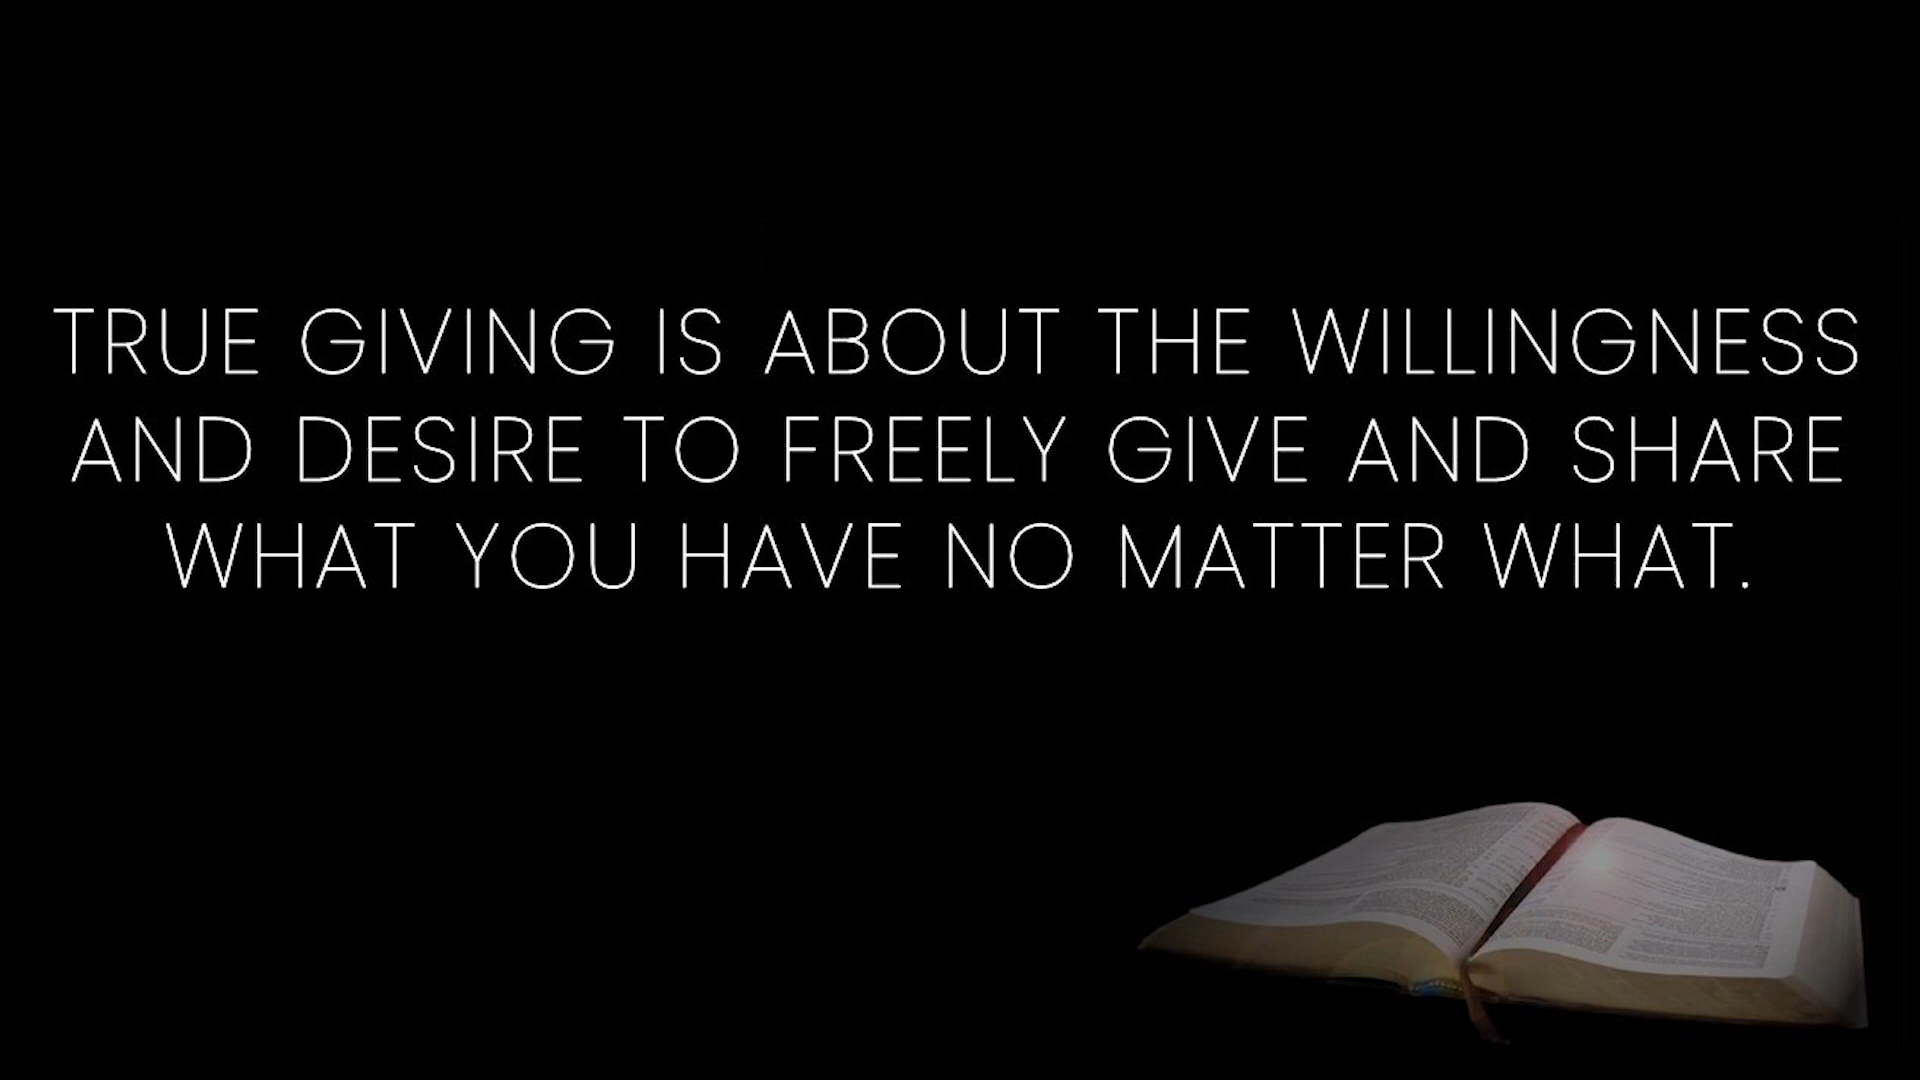 TRUE GIVING IS ABOUT THE WILLINGNESS
AND DESIRE TO FREELY GIVE AND SHARE
WHAT YOU HAVE NO MATTER WHAT.